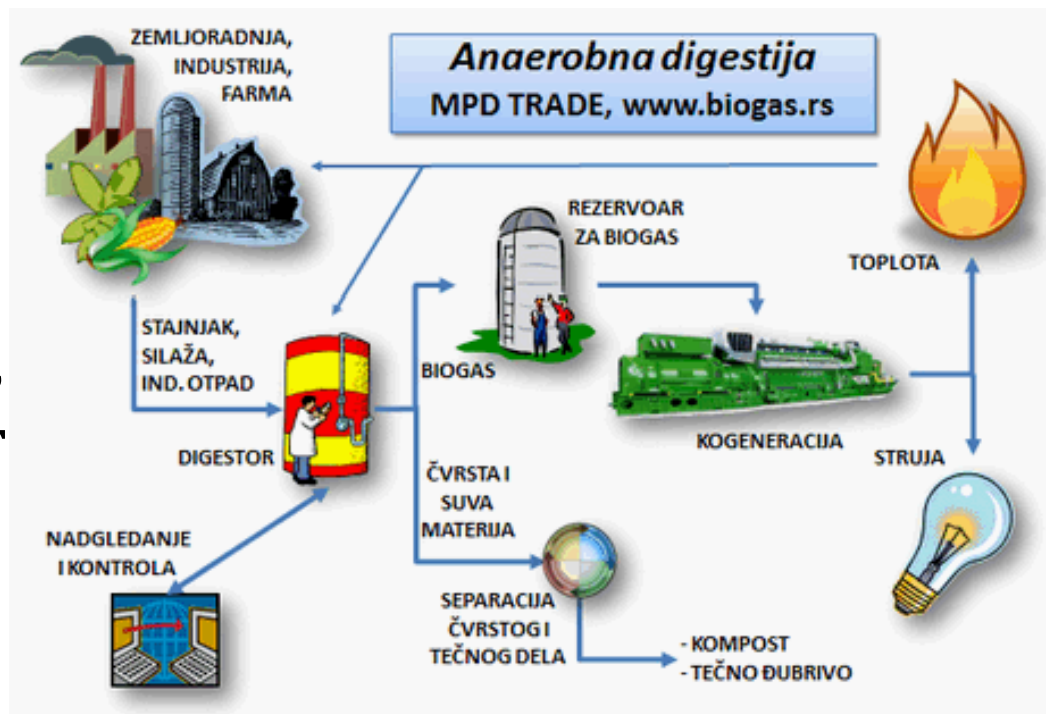 ZEMLJORADNJA,
INDUSTRIJA,
FARMA
Anaerobna digestija
MPD TRADE, www.biogas.rs
REZERVOAR
ZA BIOGAS
TOPLOTA
STAJNJAK,
SILAŽA,
IND. OTPAD
BIOGAS
KOGENERACIJA
STRUJA
DIGESTOR
ČVRSTA I
SUVA
MATERIJA
NADGLEDANJE
I KONTROLA
SEPARACIJA
ČVRSTOG I
TEČNOG DELA
- KOMPOST
- TEČNO ĐUBRIVO